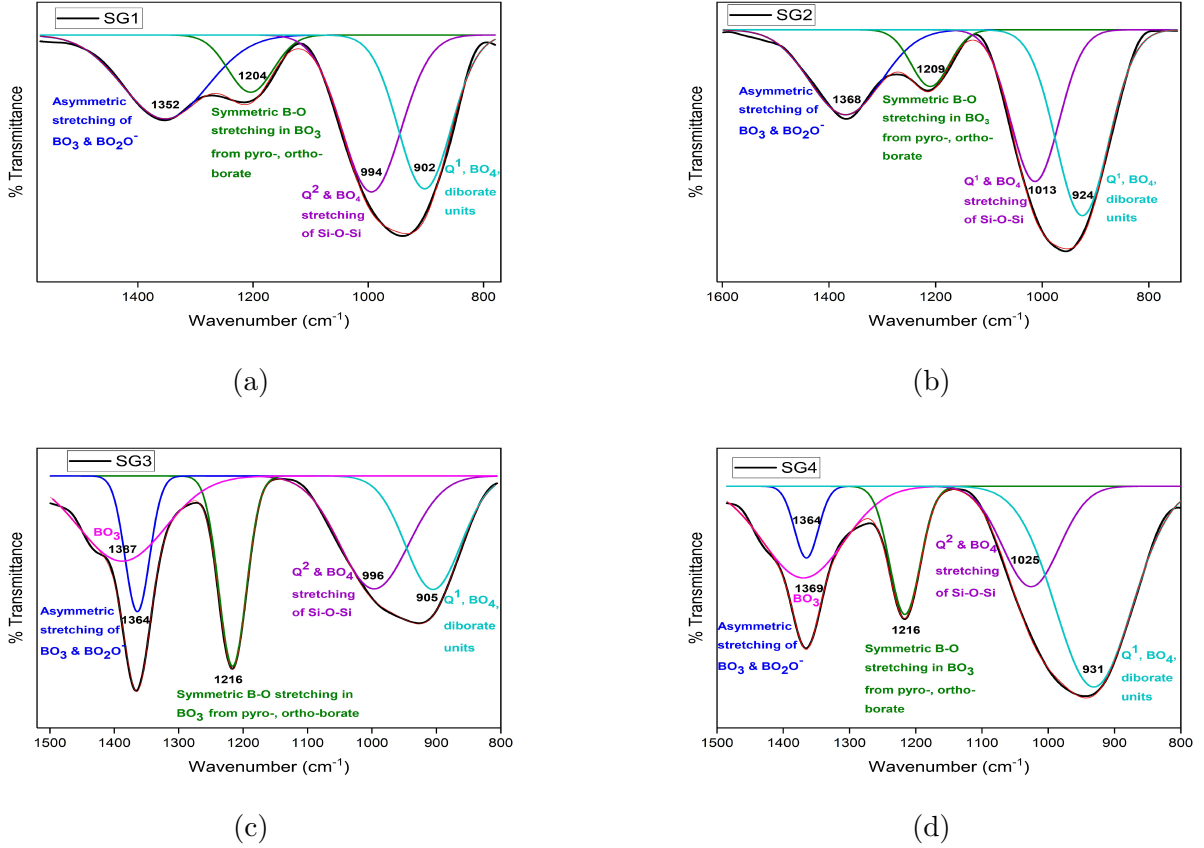 SG1
1204
1352
Asymmetric
stretching of
BO3 & BO2O-
Symmetric B-O
stretching in BO3
from pyro-, ortho-
borate
994
902
Q2 & BO4
stretching
of Si-O-Si
Q1, BO4,
diborate
units
% Transmittance
1400
1200
1000
800
Wavenumber (cm-1)
(a)
SG2
1209
1368
Asymmetric
stretching of
BO3 & BO2O-
Symmetric B-O
stretching in BO3
from pyro-, ortho-
borate
Q1 & BO4
stretching
of Si-O-Si
1013
924
Q1, BO4,
diborate
units
% Transmittance
1600
1400
1200
1000
800
Wavenumber (cm-1)
(b)
SG3
BO3
1387
1364
Asymmetric
stretching of
BO3 & BO2O-
1216
Symmetric B-O stretching in
BO3 from pyro-, ortho-borate
Q2 & BO4
stretching
of Si-O-Si
996
905
Q1, BO4,
diborate
units
% Transmittance
1500
1400
1300
1200
1100
1000
900
800
Wavenumber (cm-1)
(c)
SG4
1364
1369
BO3
Asymmetric
stretching of
BO3 & BO2O-
1216
Symmetric B-O
stretching in BO3
from pyro-, ortho-
borate
Q2 & BO4
stretching
of Si-O-Si
1025
931
Q1, BO4,
diborate
units
% Transmittance
1500
1400
1300
1200
1100
1000
900
800
Wavenumber (cm-1)
(d)